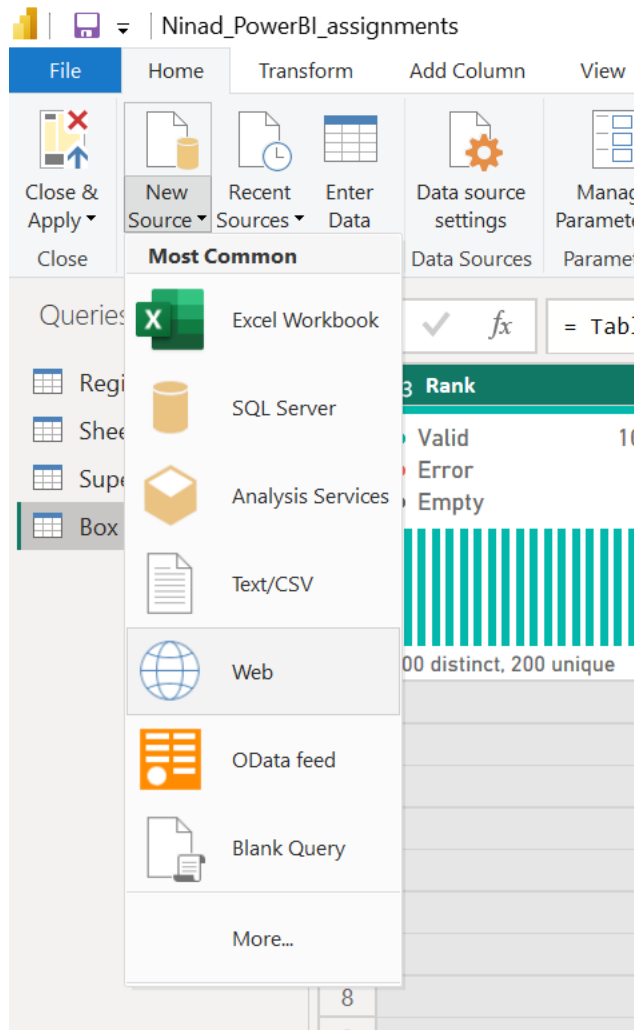 Ninad_PowerBI_assignments
File Home Transform Add Column View
Close & Apply
New Source
Recent Sources
Enter Data
Data source settings
Manag
Paramete
Close
Data Sources
Paramet
Most Common
Excel Workbook
SQL Server
Analysis Services
Text/CSV
Web
OData feed
Blank Query
More...
Queries
Regi
Shee
Supe
Box
fx
= Tabl
3 Rank
Valid 10
Error
Empty
00 distinct, 200 unique
8